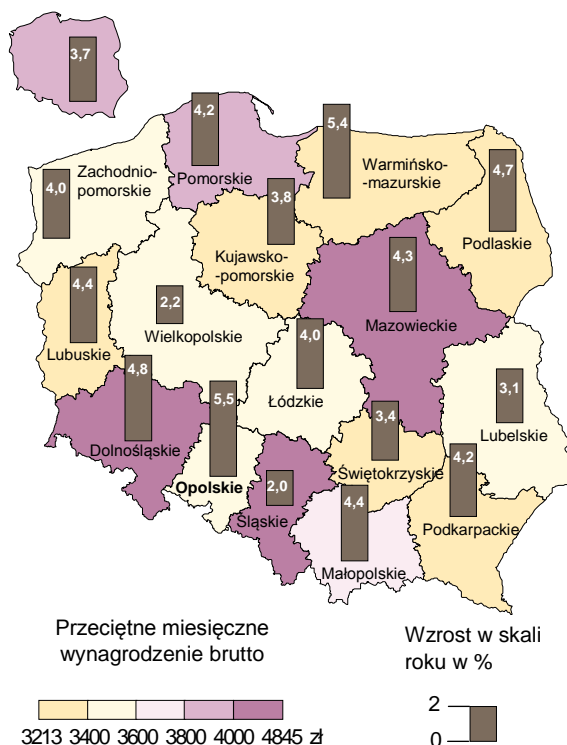 3,7
4,2
Pomorskie
5,4
Warmińsko-
-mazurskie
4,7
Podlaskie
Zachodnio-
pomorskie
4,0
3,8
Kujawsko-
-pomorskie
4,3
Mazowieckie
4,4
Lubuskie
2,2
Wielkopolskie
4,0
Łódzkie
3,1
Lubelskie
4,8
Dolnośląskie
5,5
Opolskie
2,0
Śląskie
3,4
Świętokrzyskie
4,4
Małopolskie
4,2
Podkarpackie
Przeciętne miesięczne
wynagrodzenie brutto
3213 3400 3600 3800 4000 4845 zł
Wzrost w skali
roku w %
2
0